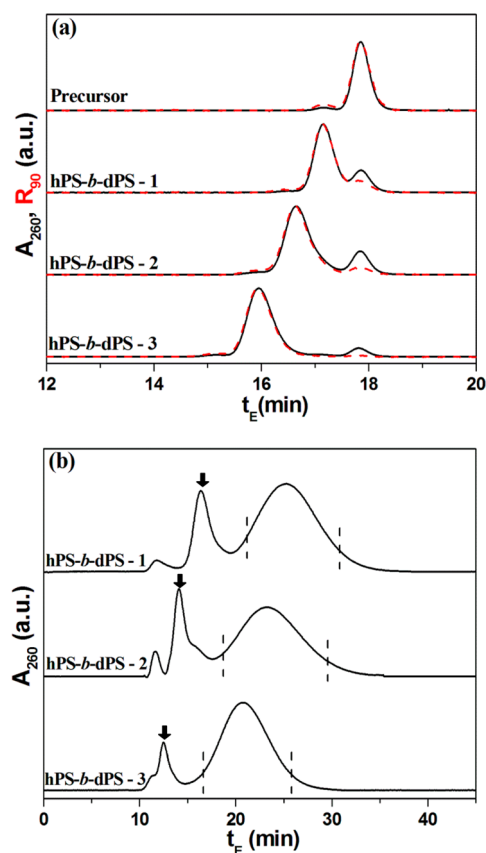 (a)
Precursor
hPS-b-dPS - 1
hPS-b-dPS - 2
hPS-b-dPS - 3
A260, R90 (a.u.)
12 14 16 18 20
tE(min)
(b)
hPS-b-dPS - 1
hPS-b-dPS - 2
hPS-b-dPS - 3
A260 (a.u.)
0 10 20 30 40
tE (min)